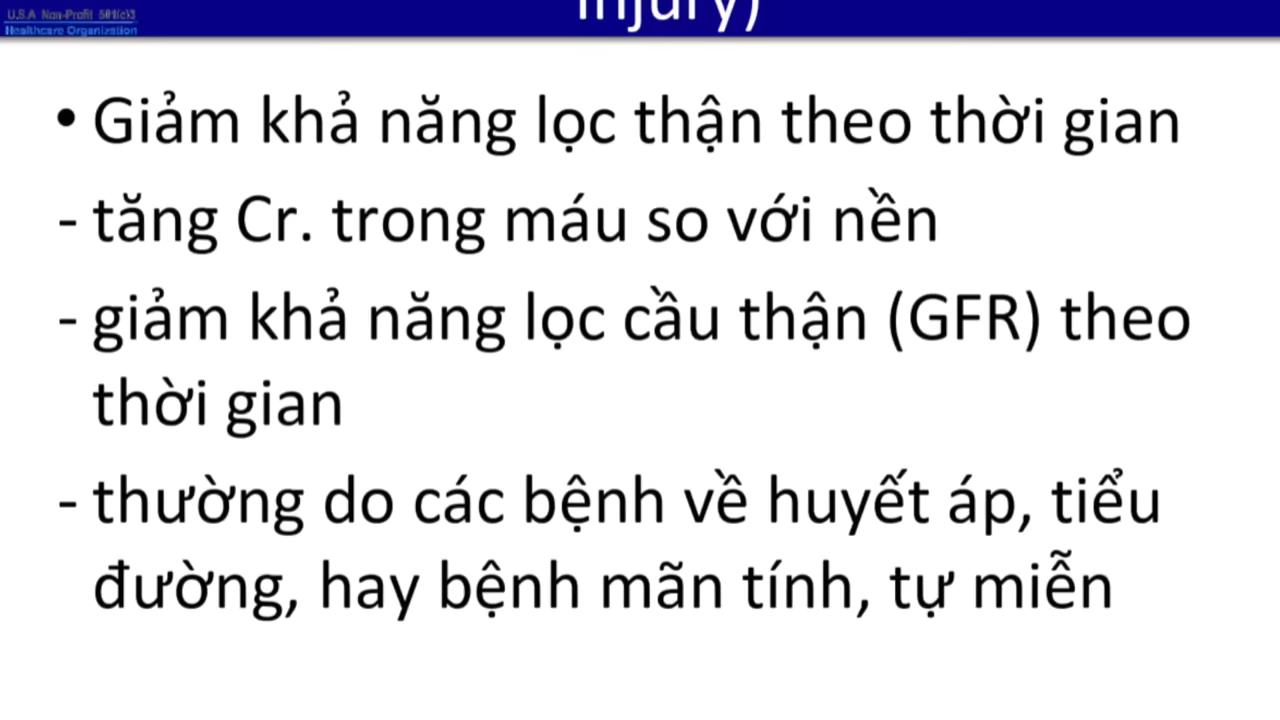 U.S.A Non-Profit 501(c)3
Healthcare Organization
Injury)
• Giảm khả năng lọc thận theo thời gian
- tăng Cr. trong máu so với nền
- giảm khả năng lọc cầu thận (GFR) theo
thời gian
- thường do các bệnh về huyết áp, tiểu
đường, hay bệnh mãn tính, tự miễn